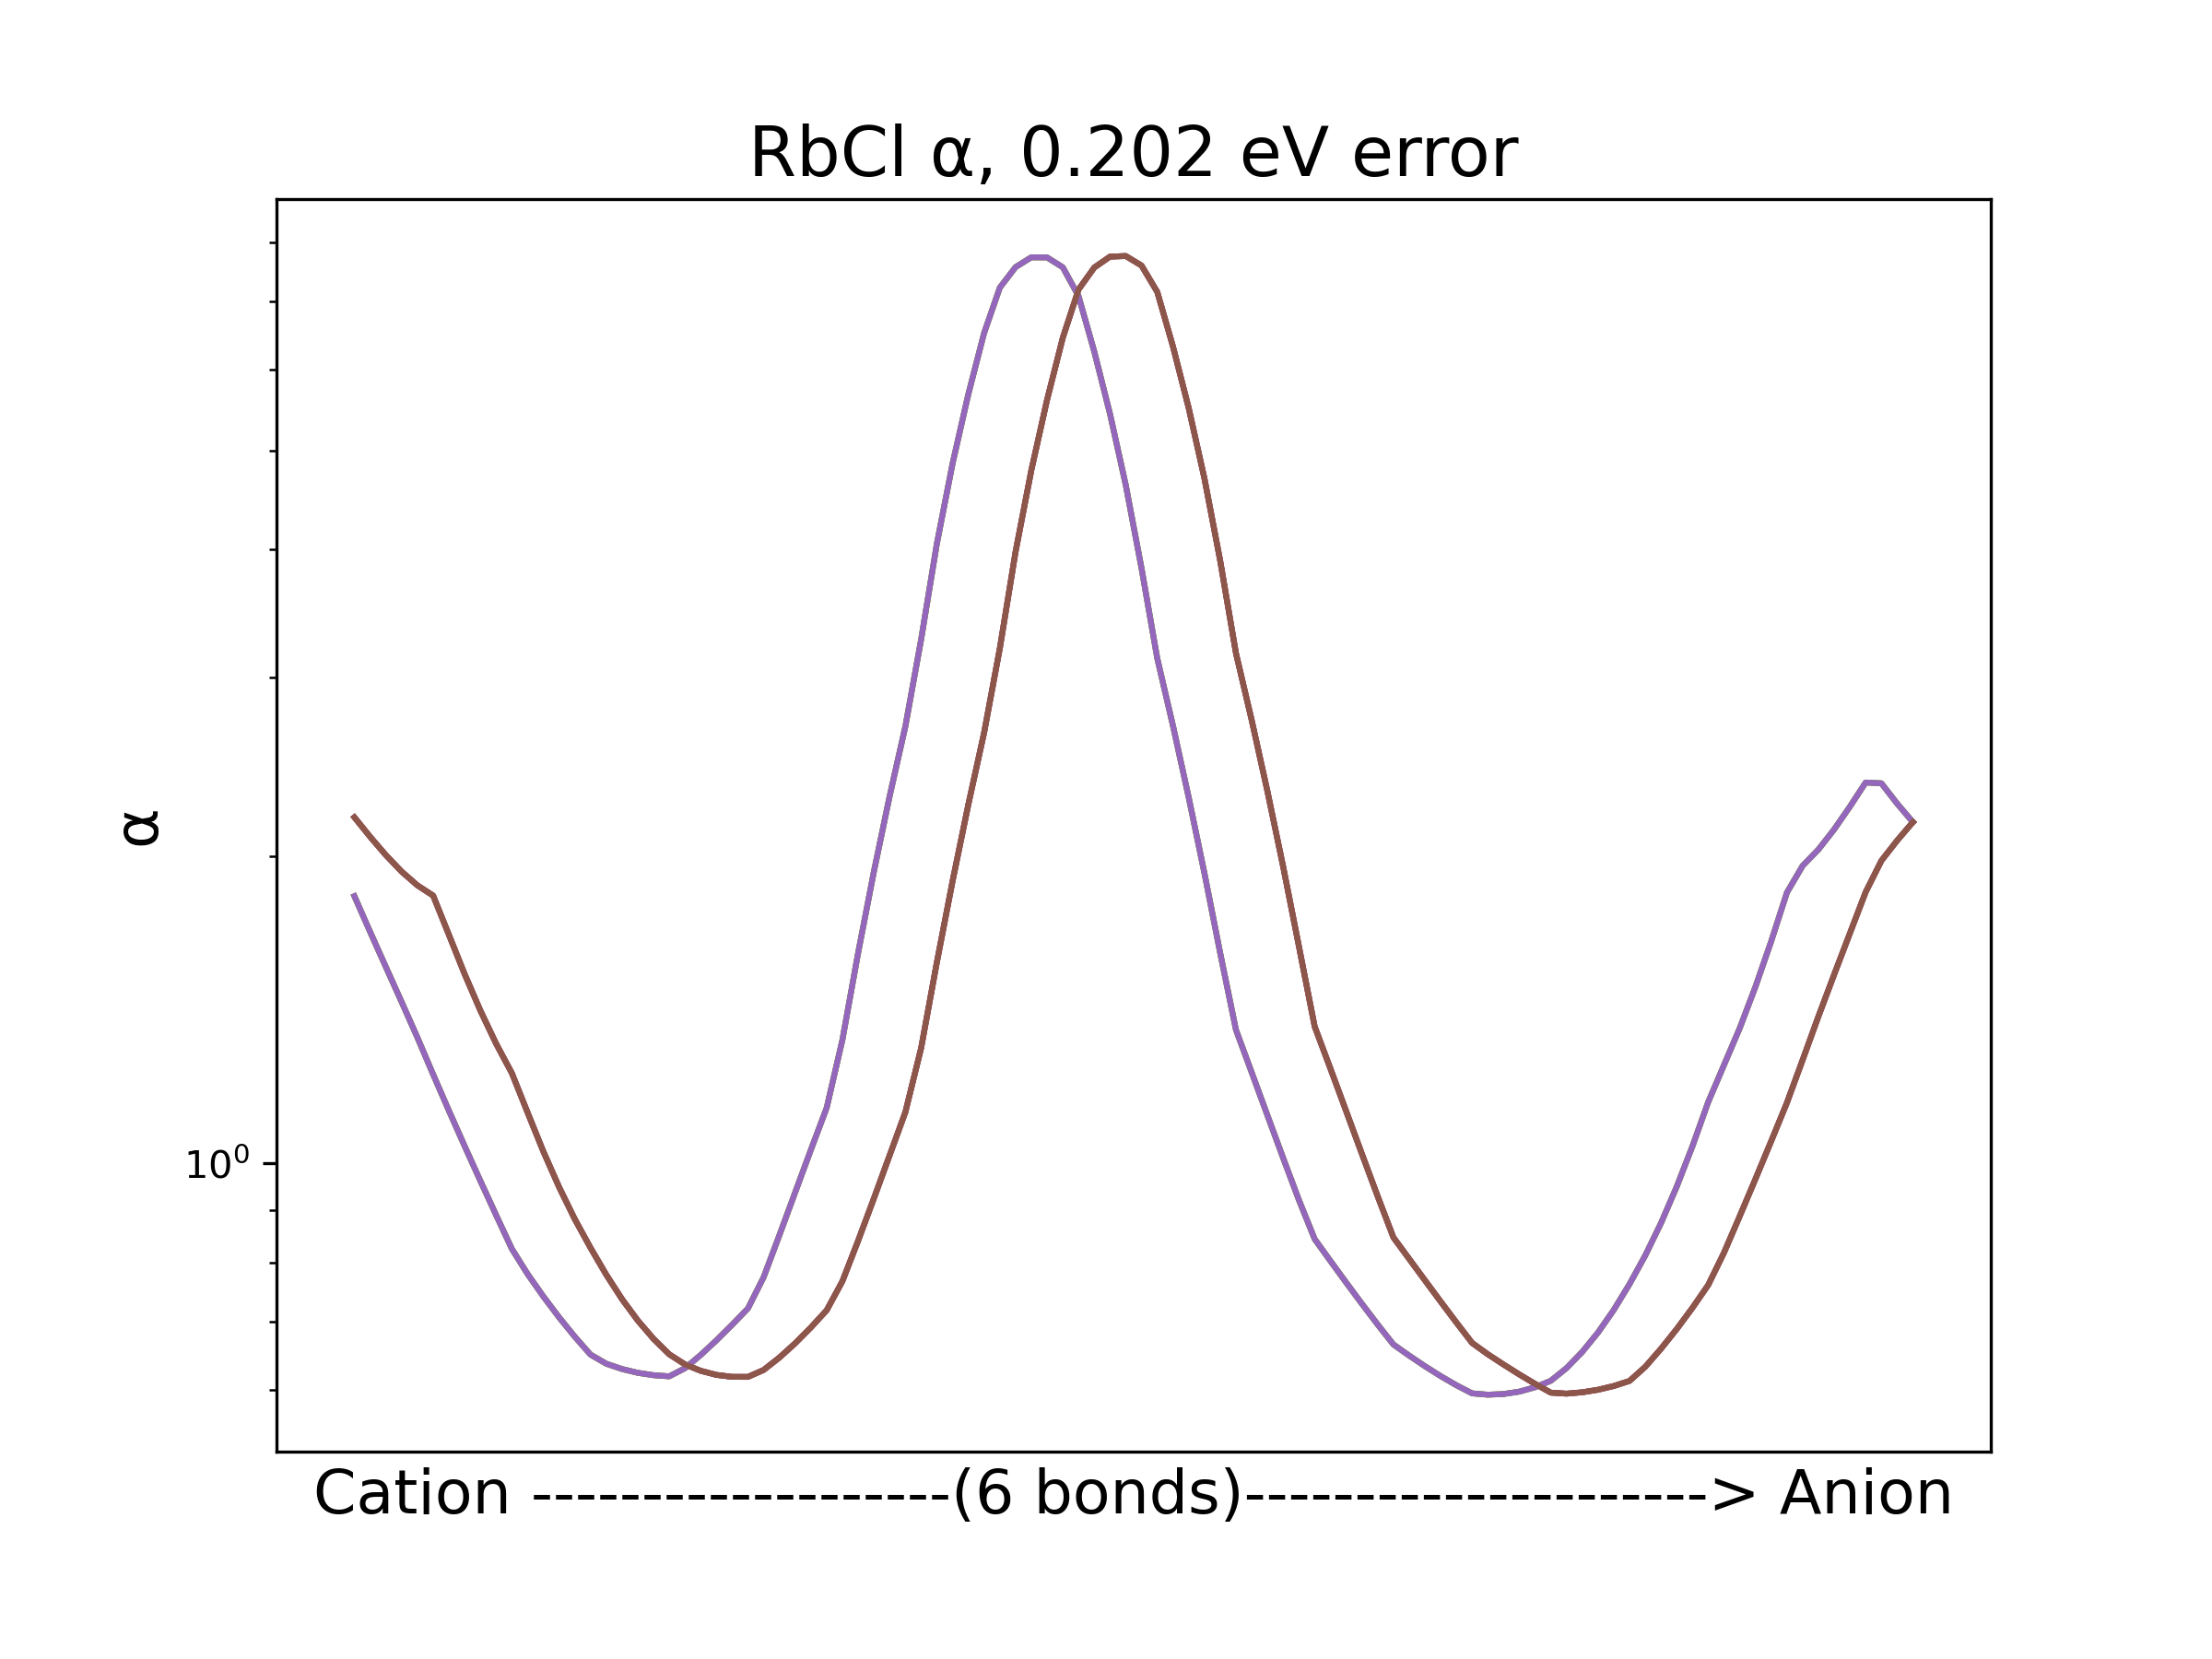 RbCl α, 0.202 eV error
α
10⁰
Cation -------------------(6 bonds)---------------------> Anion